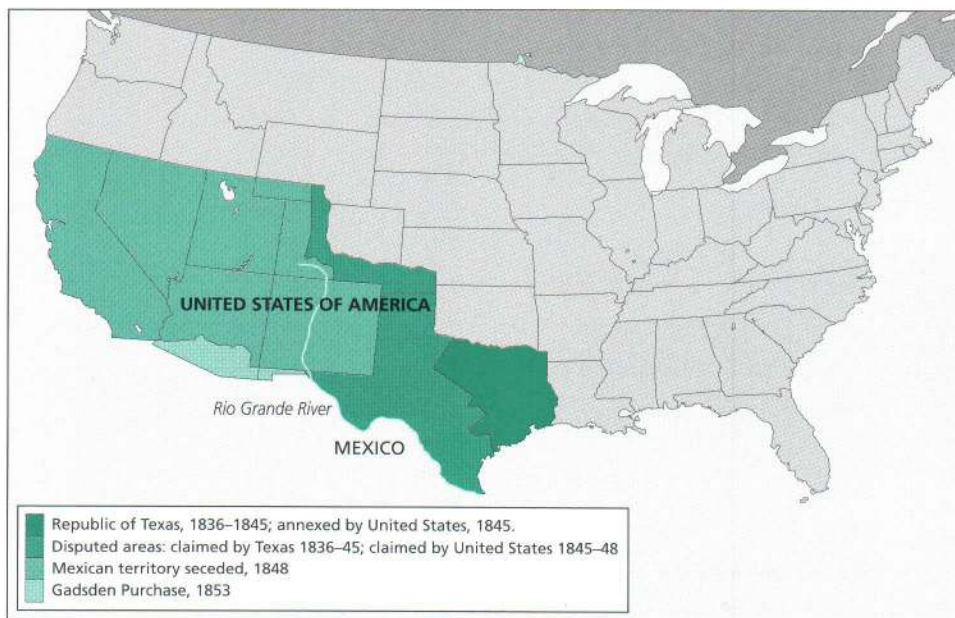 UNITED STATES OF AMERICA
Rio Grande River
MEXICO
Republic of Texas, 1836–1845; annexed by United States, 1845.
Disputed areas: claimed by Texas 1836–45; claimed by United States 1845–48
Mexican territory seceded, 1848
Gadsden Purchase, 1853